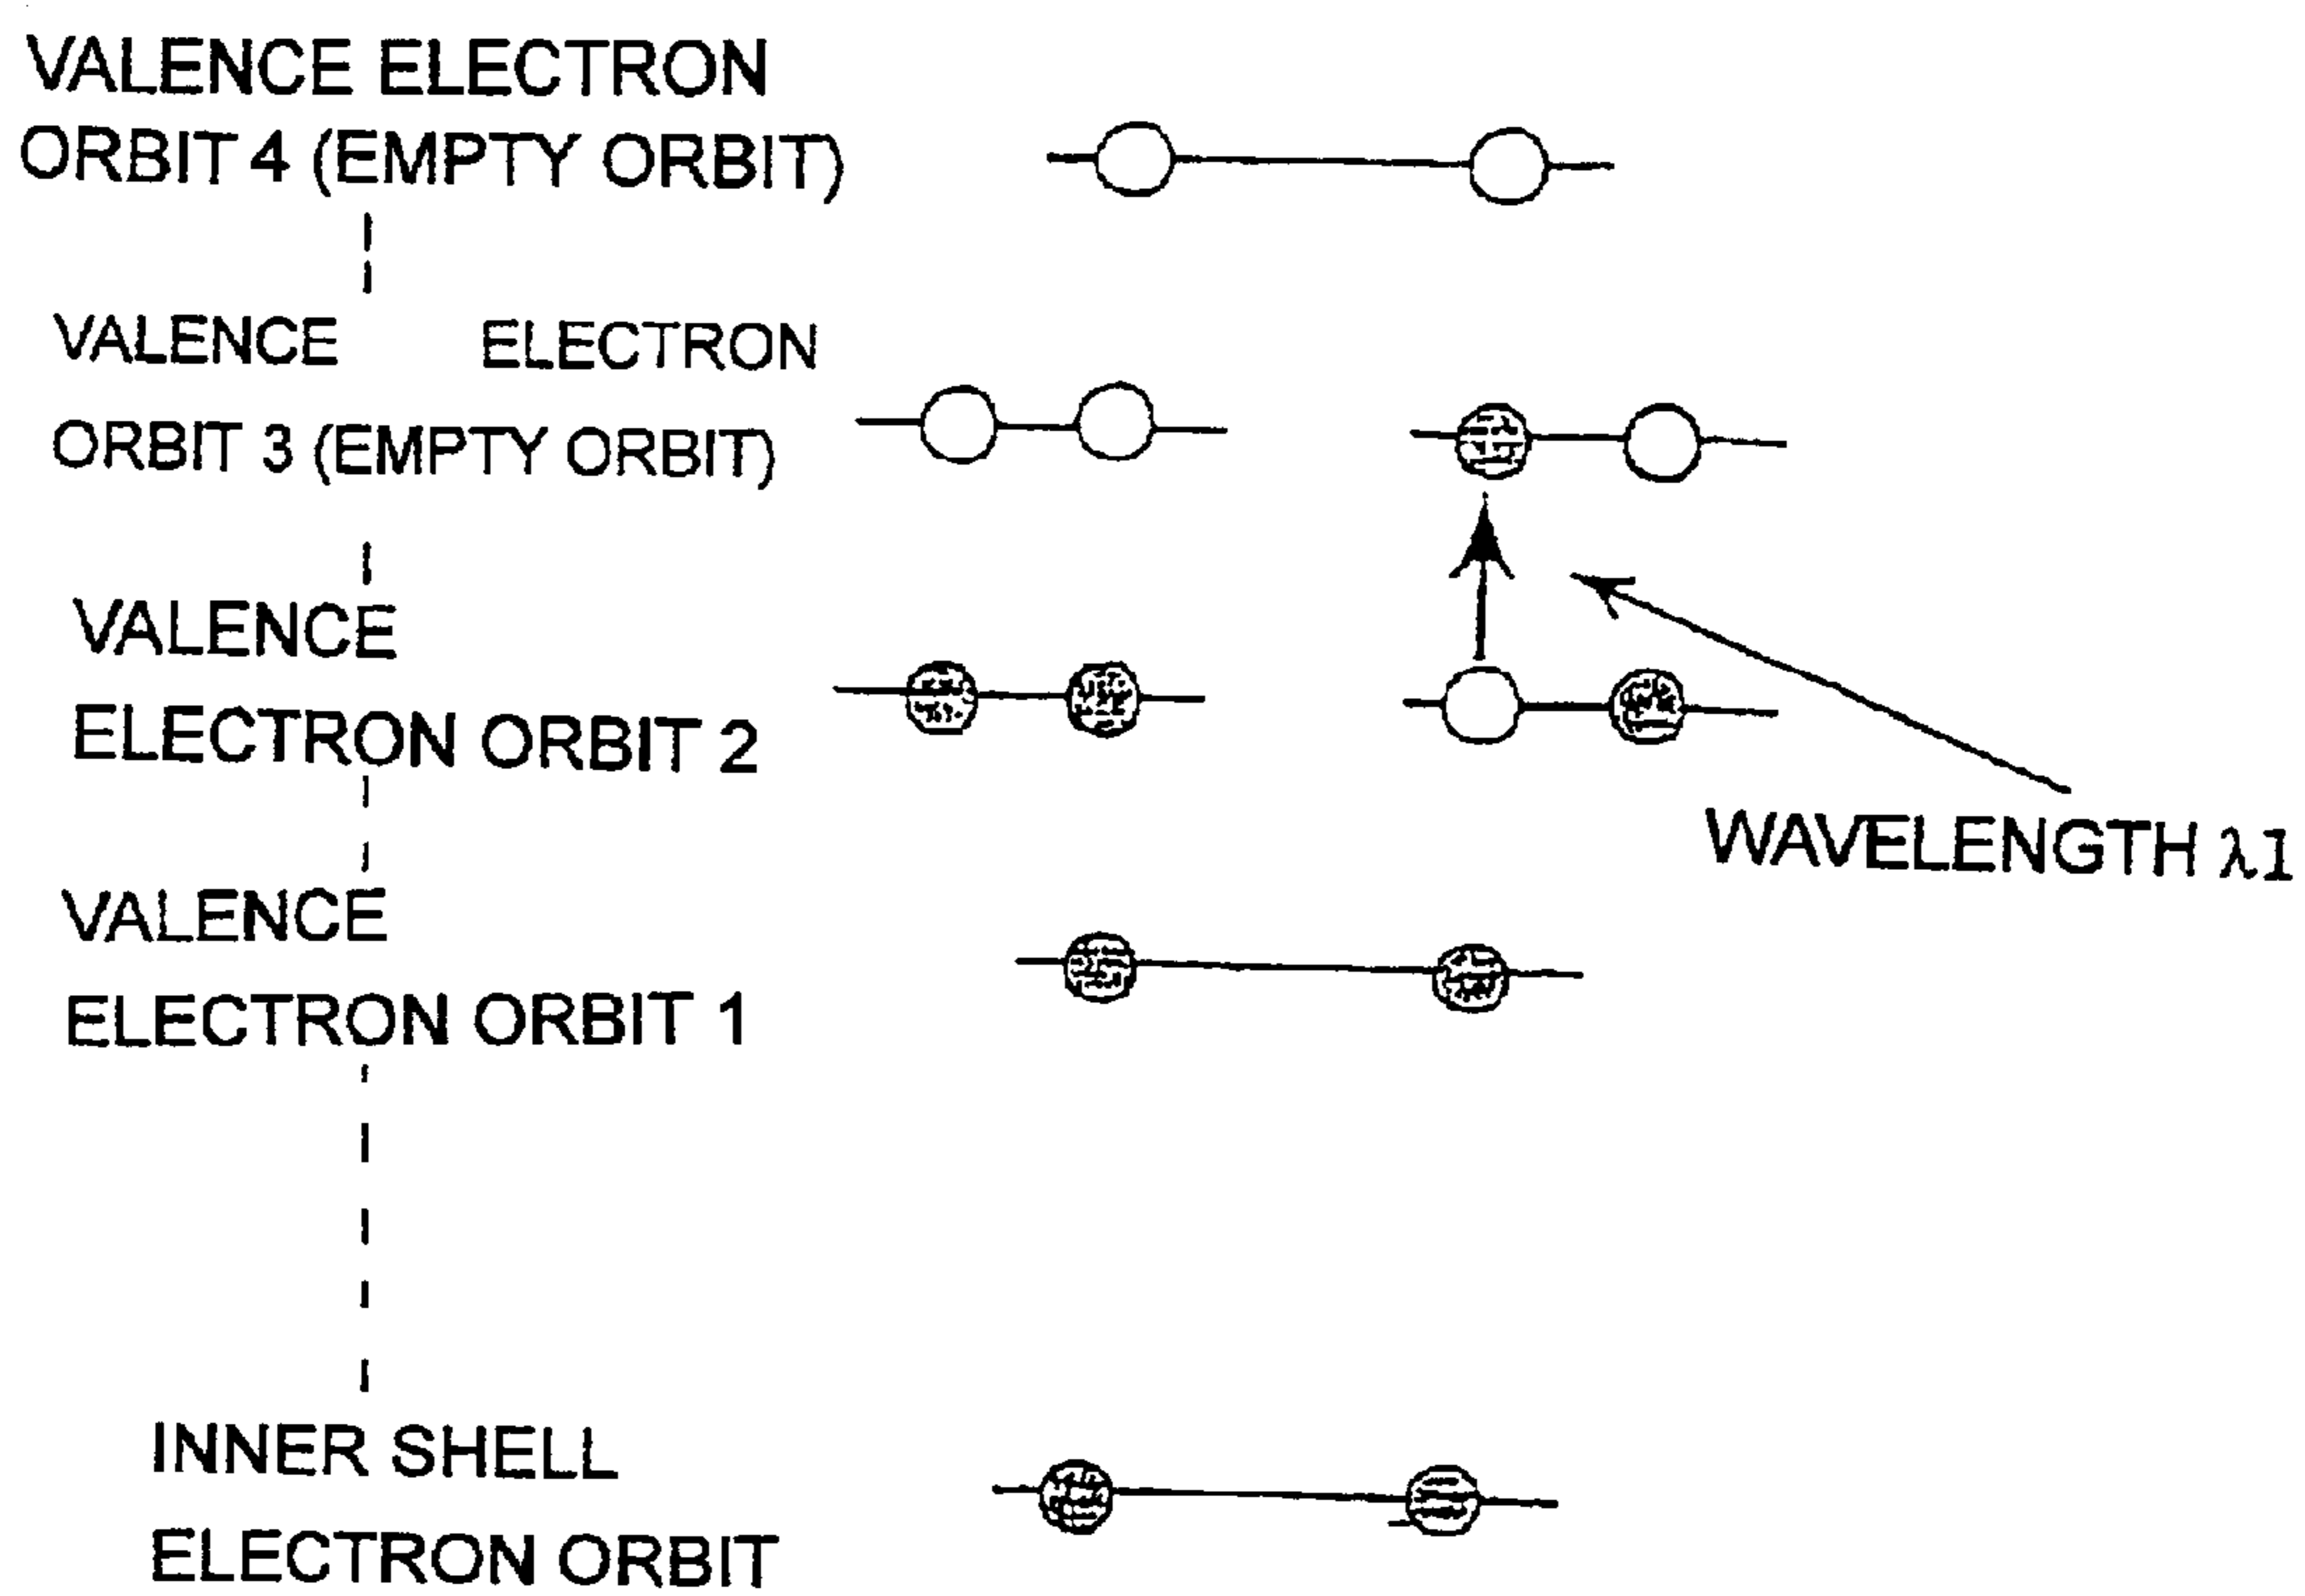 VALENCE ELECTRON
ORBIT 4 (EMPTY ORBIT)
VALENCE ELECTRON
ORBIT 3 (EMPTY ORBIT)
VALENCE
ELECTRON ORBIT 2
WAVELENGTH λ1
VALENCE
ELECTRON ORBIT 1
INNER SHELL
ELECTRON ORBIT